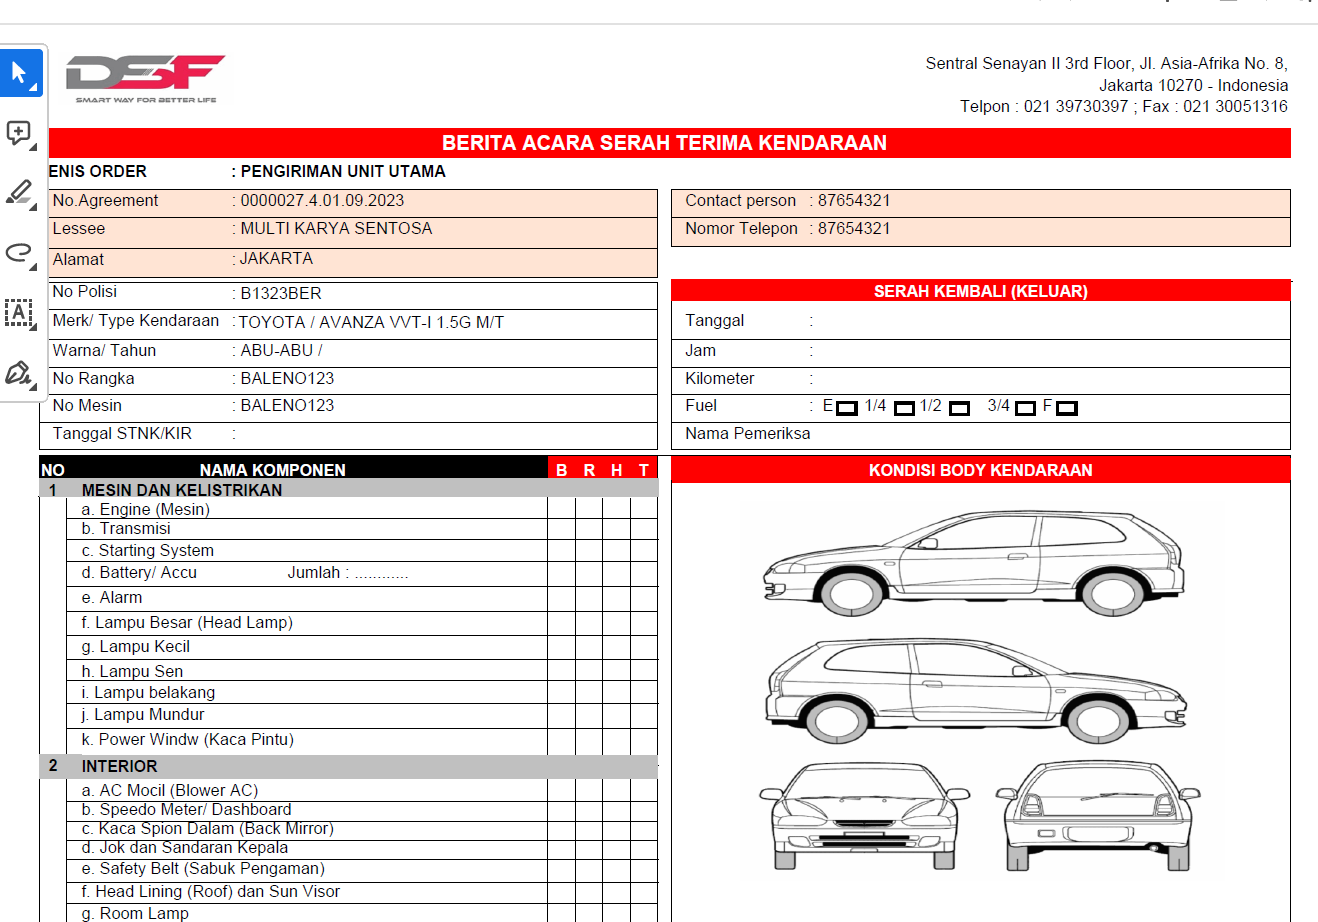 DSF
SMART WAY FOR BETTER LIFE
Sentral Senayan II 3rd Floor, Jl. Asia-Afrika No. 8,
Jakarta 10270 - Indonesia
Telpon : 021 39730397 ; Fax : 021 30051316
BERITA ACARA SERAH TERIMA KENDARAAN
ENIS ORDER : PENGIRIMAN UNIT UTAMA
No.Agreement : 0000027.4.01.09.2023
Lessee : MULTI KARYA SENTOSA
Alamat : JAKARTA
Contact person : 87654321
Nomor Telepon : 87654321
No Polisi : B1323BER
Merk/ Type Kendaraan : TOYOTA / AVANZA VVT-I 1.5G M/T
Warna/ Tahun : ABU-ABU /
No Rangka : BALENO123
No Mesin : BALENO123
Tanggal STNK/KIR :
SERAH KEMBALI (KELUAR)
Tanggal :
Jam :
Kilometer :
Fuel : E 1/4 1/2 3/4 F
Nama Pemeriksa
NO NAMA KOMPONEN B R H T
1 MESIN DAN KELISTRIKAN
a. Engine (Mesin)
b. Transmisi
c. Starting System
d. Battery/ Accu Jumlah : ............
e. Alarm
f. Lampu Besar (Head Lamp)
g. Lampu Kecil
h. Lampu Sen
i. Lampu belakang
j. Lampu Mundur
k. Power Windw (Kaca Pintu)
2 INTERIOR
a. AC Mocil (Blower AC)
b. Speedo Meter/ Dashboard
c. Kaca Spion Dalam (Back Mirror)
d. Jok dan Sandaran Kepala
e. Safety Belt (Sabuk Pengaman)
f. Head Lining (Roof) dan Sun Visor
g. Room Lamp
KONDISI BODY KENDARAAN